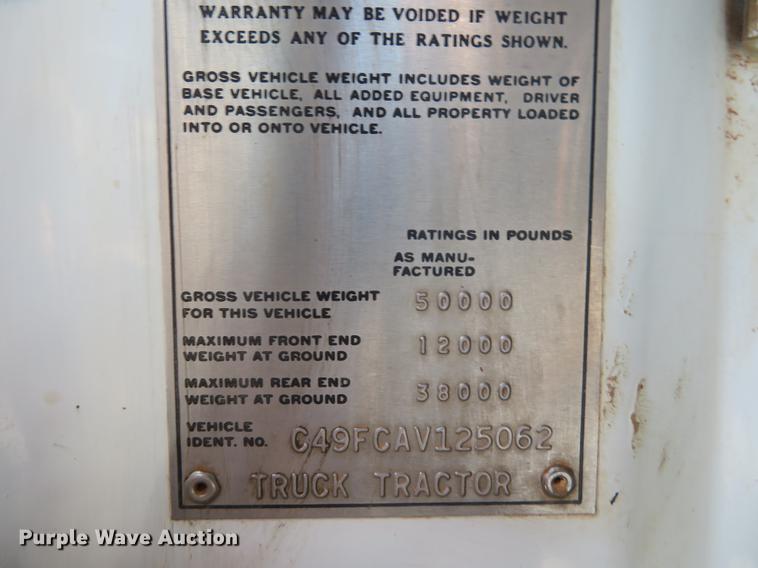 WARRANTY MAY BE VOIDED IF WEIGHT
EXCEEDS ANY OF THE RATINGS SHOWN.
GROSS VEHICLE WEIGHT INCLUDES WEIGHT OF
BASE VEHICLE, ALL ADDED EQUIPMENT, DRIVER
AND PASSENGERS, AND ALL PROPERTY LOADED
INTO OR ONTO VEHICLE.
RATINGS IN POUNDS
AS MANU-
FACTURED
GROSS VEHICLE WEIGHT
FOR THIS VEHICLE 50000
MAXIMUM FRONT END
WEIGHT AT GROUND 12000
MAXIMUM REAR END
WEIGHT AT GROUND 38000
VEHICLE
IDENT. NO. C49FCAV125062
TRUCK TRACTOR
Purple Wave Auction